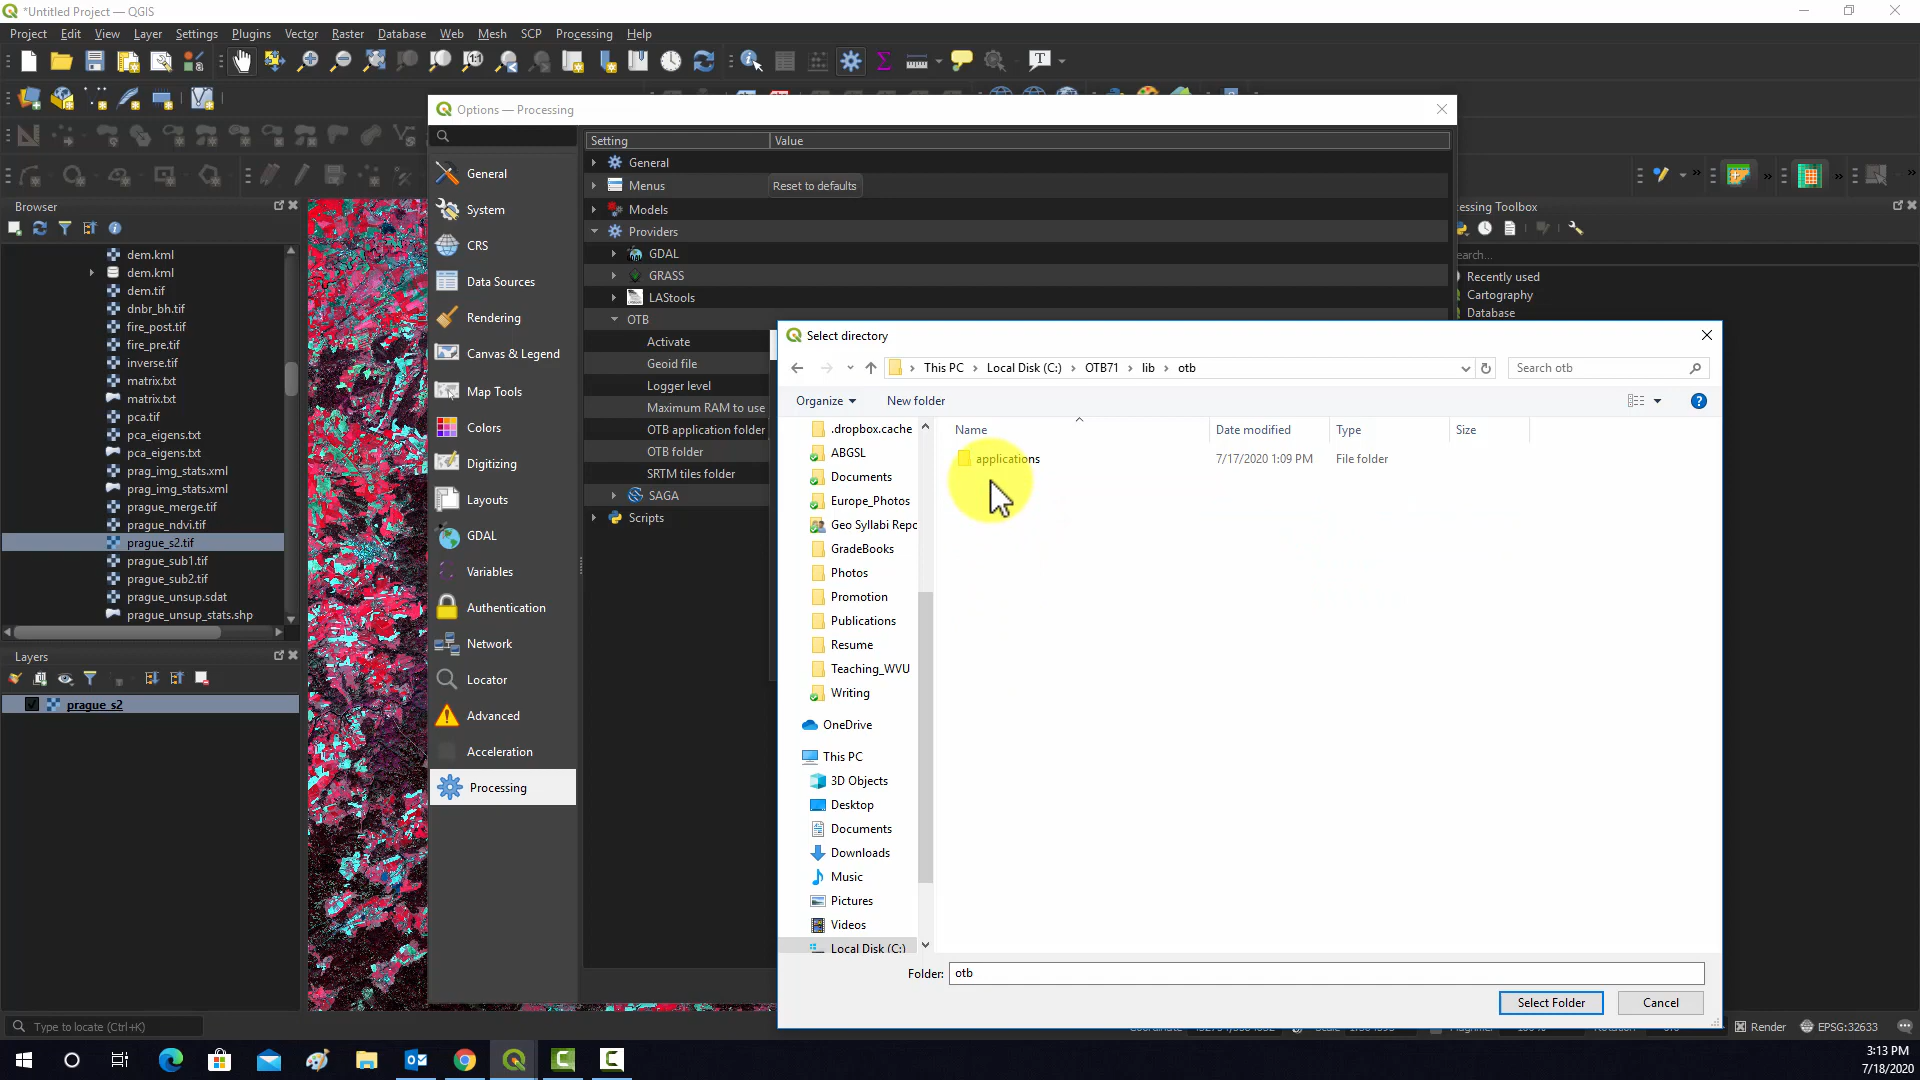 *Untitled Project — QGIS
Project Edit View Layer Settings Plugins Vector Raster Database Web Mesh SCP Processing Help
Options — Processing
Setting Value
General
Menus Reset to defaults
Models
Providers
GDAL
GRASS
LAStools
OTB
Activate
Geoid file
Logger level
Maximum RAM to use
OTB application folder
OTB folder
SRTM tiles folder
SAGA
Scripts
General
System
CRS
Data Sources
Rendering
Canvas & Legend
Map Tools
Colors
Digitizing
Layouts
GDAL
Variables
Authentication
Network
Locator
Advanced
Acceleration
Processing
Browser
dem.kml
dem.kml
dem.tif
dnbr_bh.tif
fire_post.tif
fire_pre.tif
inverse.tif
matrix.txt
matrix.txt
pca.tif
pca_eigens.txt
pca_eigens.txt
prag_img_stats.xml
prag_img_stats.xml
prague_merge.tif
prague_ndvi.tif
prague_s2.tif
prague_sub1.tif
prague_sub2.tif
prague_unsup.sdat
prague_unsup_stats.shp
Layers
prague_s2
Type to locate (Ctrl+K)
essing Toolbox
earch...
Recently used
Cartography
Database
Select directory
This PC Local Disk (C:) OTB71 lib otb
Search otb
Organize New folder
Name Date modified Type Size
applications 7/17/2020 1:09 PM File folder
.dropbox.cache
ABGSL
Documents
Europe_Photos
Geo Syllabi Repo
GradeBooks
Photos
Promotion
Publications
Resume
Teaching_WVU
Writing
OneDrive
This PC
3D Objects
Desktop
Documents
Downloads
Music
Pictures
Videos
Local Disk (C:)
Folder: otb
Select Folder Cancel
Render EPSG:32633
3:13 PM
7/18/2020